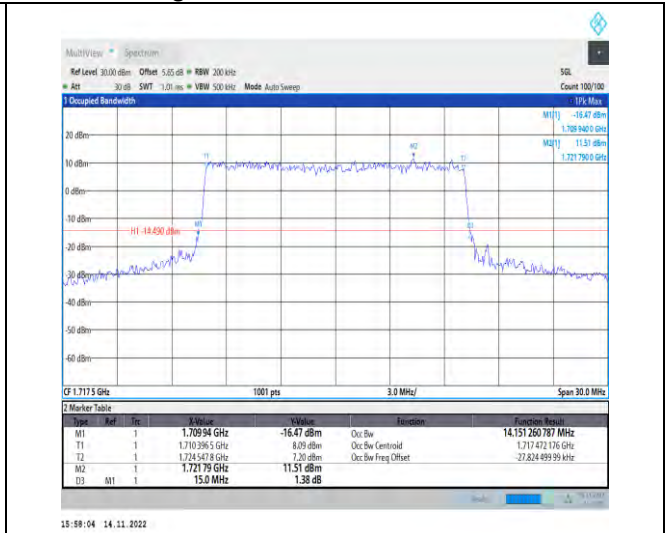 MultiView Spectrum
Ref Level 30.00 dBm Offset 5.65 dB RBW 200 kHz SGL
Att 30 dB SWT 1.01 ms VBW 500 kHz Mode Auto Sweep Count 100/100
1 Occupied Bandwidth 1Pk Max
M1[1] -16.47 dBm
1.709 940 0 GHz
20 dBm M2[1] 11.51 dBm
1.721 790 0 GHz
M2
T1 T2
10 dBm
0 dBm
-10 dBm
M1 D3
H1 -14.490 dBm
-20 dBm
-30 dBm
-40 dBm
-50 dBm
-60 dBm
CF 1.7175 GHz 1001 pts 3.0 MHz/ Span 30.0 MHz
2 Marker Table
Type Ref Trc X-Value Y-Value Function Function Result
M1 1 1.709 94 GHz -16.47 dBm Occ Bw 14.151 260 787 MHz
T1 1 1.710 396 5 GHz 8.09 dBm Occ Bw Centroid 1.717 472 176 GHz
T2 1 1.724 547 8 GHz 7.20 dBm Occ Bw Freq Offset -27.824 499 99 kHz
M2 1 1.721 79 GHz 11.51 dBm
D3 M1 1 15.0 MHz 1.38 dB
15:58:04 14.11.2022